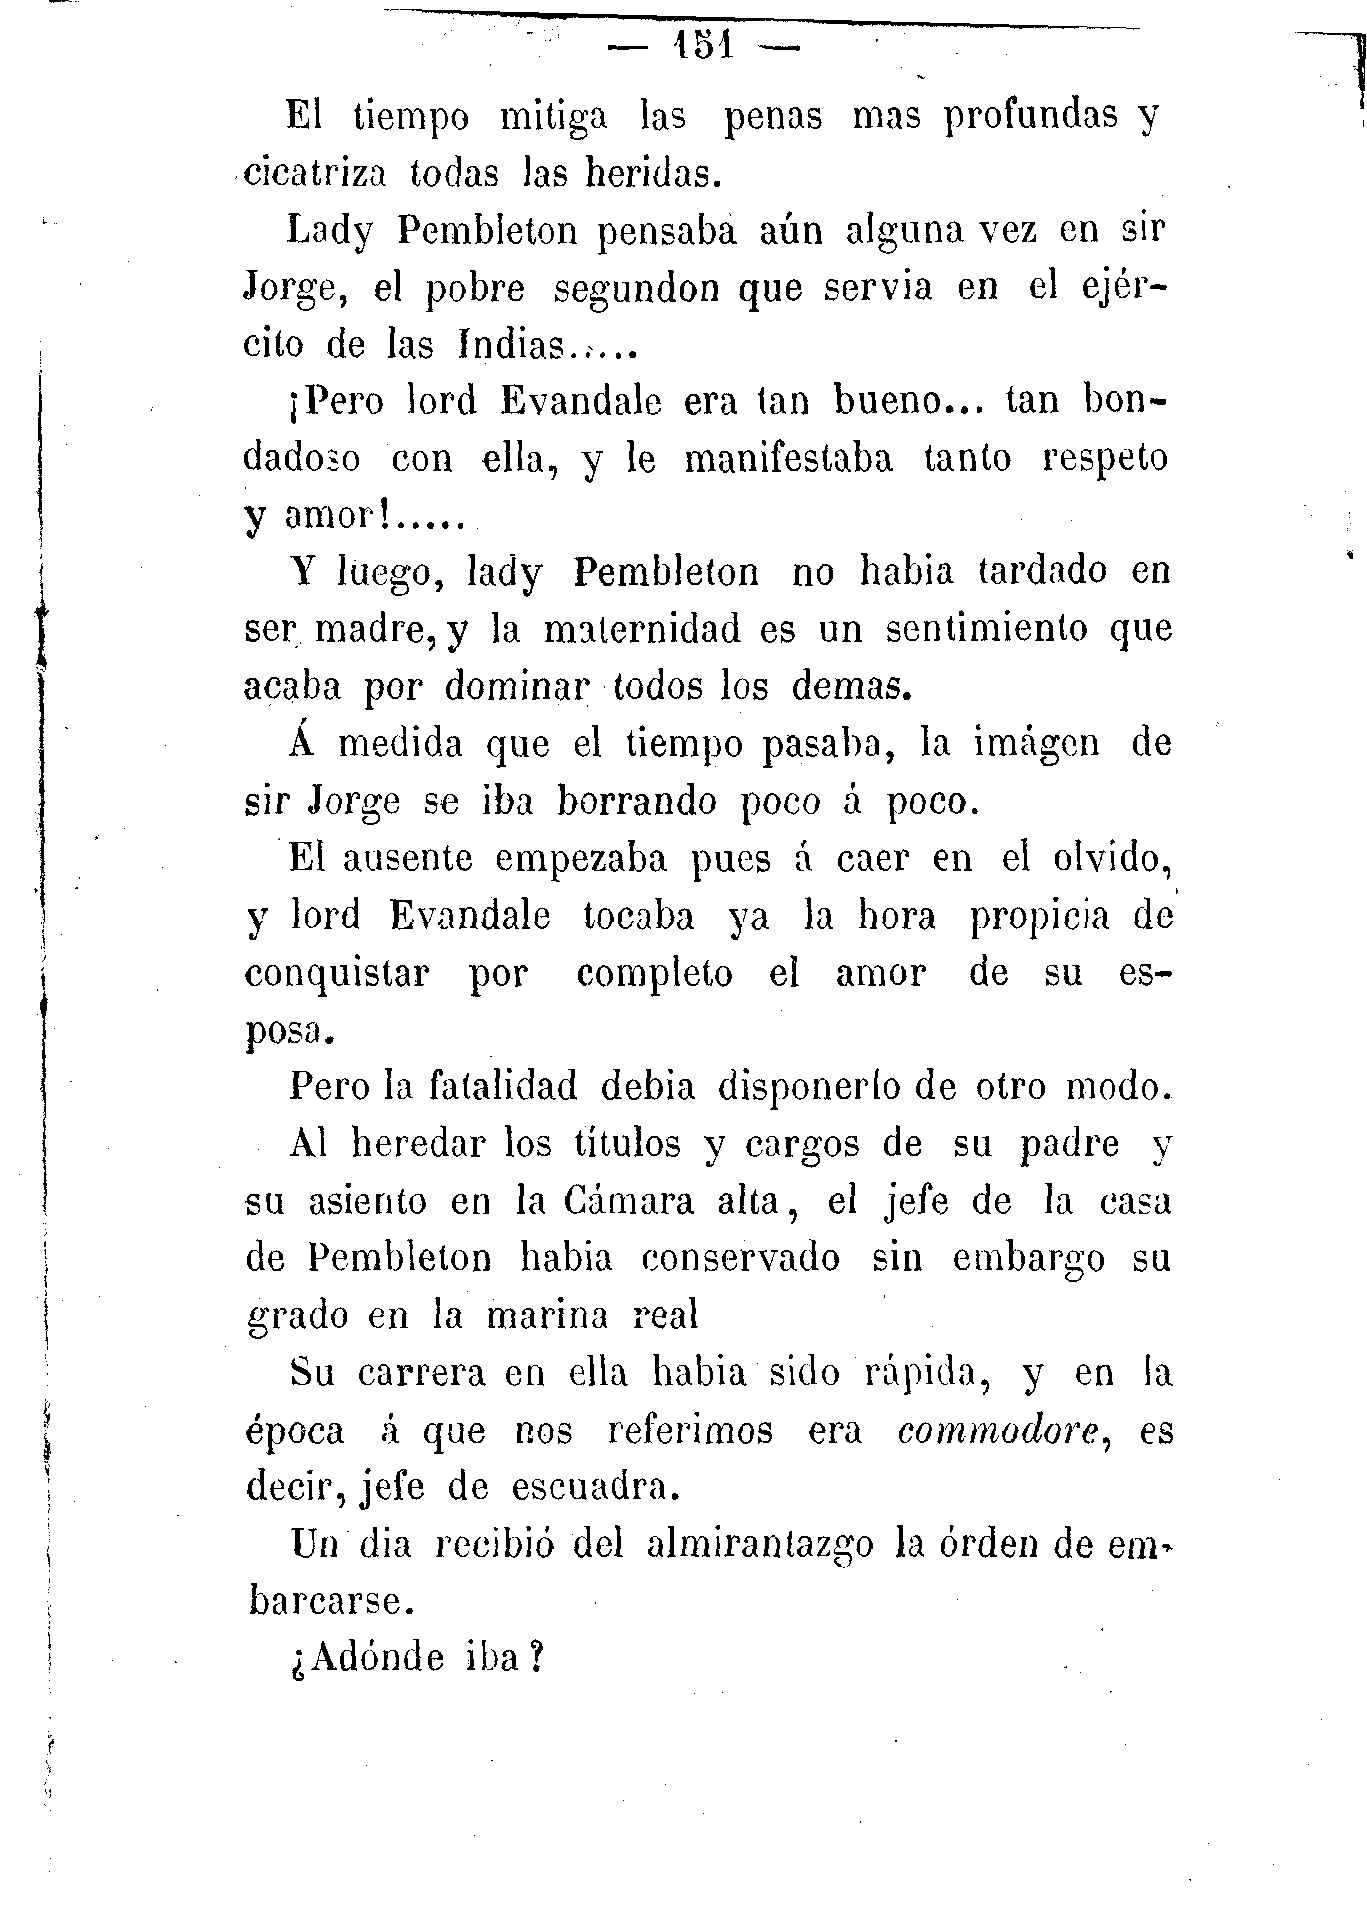 — 151 —
El tiempo mitiga las penas mas profundas y
cicatriza todas las heridas.
Lady Pembleton pensaba aún alguna vez en sir
Jorge, el pobre segundon que servia en el ejér-
cito de las Indias.....
¡Pero lord Evandale era tan bueno... tan bon-
dadoso con ella, y le manifestaba tanto respeto
y amor!.....
Y luego, lady Pembleton no habia tardado en
ser madre, y la maternidad es un sentimiento que
acaba por dominar todos los demas.
Á medida que el tiempo pasaba, la imágen de
sir Jorge se iba borrando poco á poco.
El ausente empezaba pues á caer en el olvido,
y lord Evandale tocaba ya la hora propicia de
conquistar por completo el amor de su es-
posa.
Pero la fatalidad debia disponerlo de otro modo.
Al heredar los títulos y cargos de su padre y
su asiento en la Cámara alta, el jefe de la casa
de Pembleton habia conservado sin embargo su
grado en la marina real
Su carrera en ella habia sido rápida, y en la
época á que nos referimos era commodore, es
decir, jefe de escuadra.
Un dia recibió del almirantazgo la órden de em-
barcarse.
¿Adónde iba?